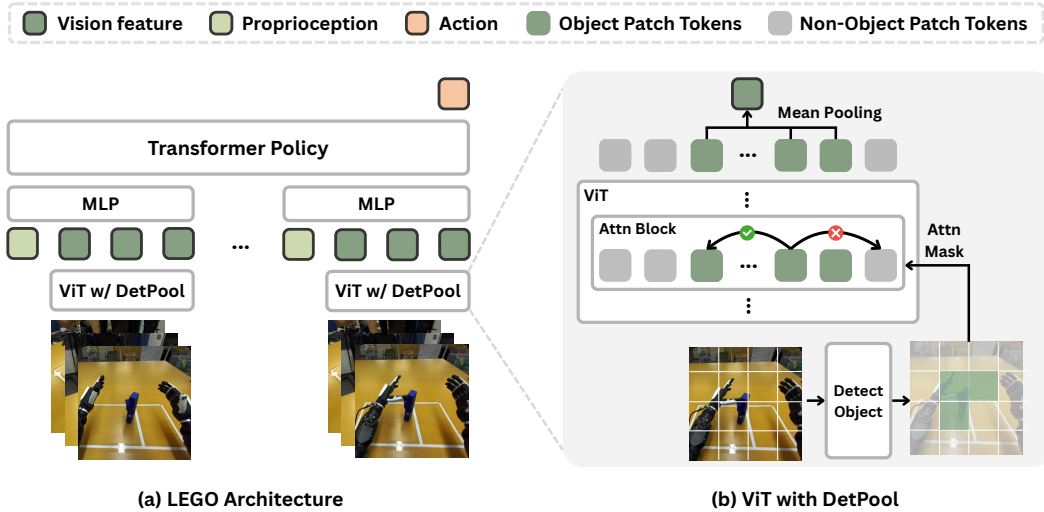 Vision feature
Proprioception
Action
Object Patch Tokens
Non-Object Patch Tokens
Transformer Policy
MLP
MLP
...
ViT w/ DetPool
ViT w/ DetPool
(a) LEGO Architecture
Mean Pooling
...
ViT
Attn Block
...
Attn
Mask
Detect
Object
(b) ViT with DetPool